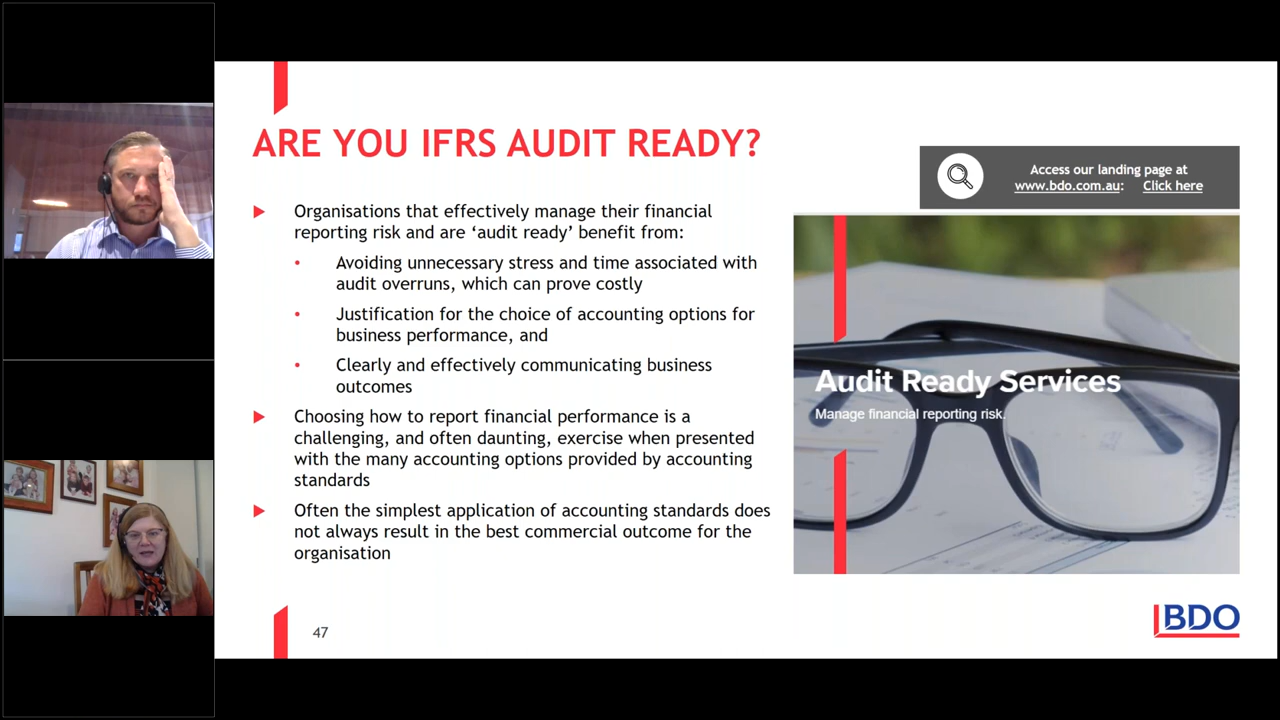 ARE YOU IFRS AUDIT READY?
Access our landing page at
www.bdo.com.au: Click here
Organisations that effectively manage their financial
reporting risk and are ‘audit ready’ benefit from:
• Avoiding unnecessary stress and time associated with
audit overruns, which can prove costly
• Justification for the choice of accounting options for
business performance, and
• Clearly and effectively communicating business
outcomes
Choosing how to report financial performance is a
challenging, and often daunting, exercise when presented
with the many accounting options provided by accounting
standards
Often the simplest application of accounting standards does
not always result in the best commercial outcome for the
organisation
Audit Ready Services
Manage financial reporting risk.
47
BDO